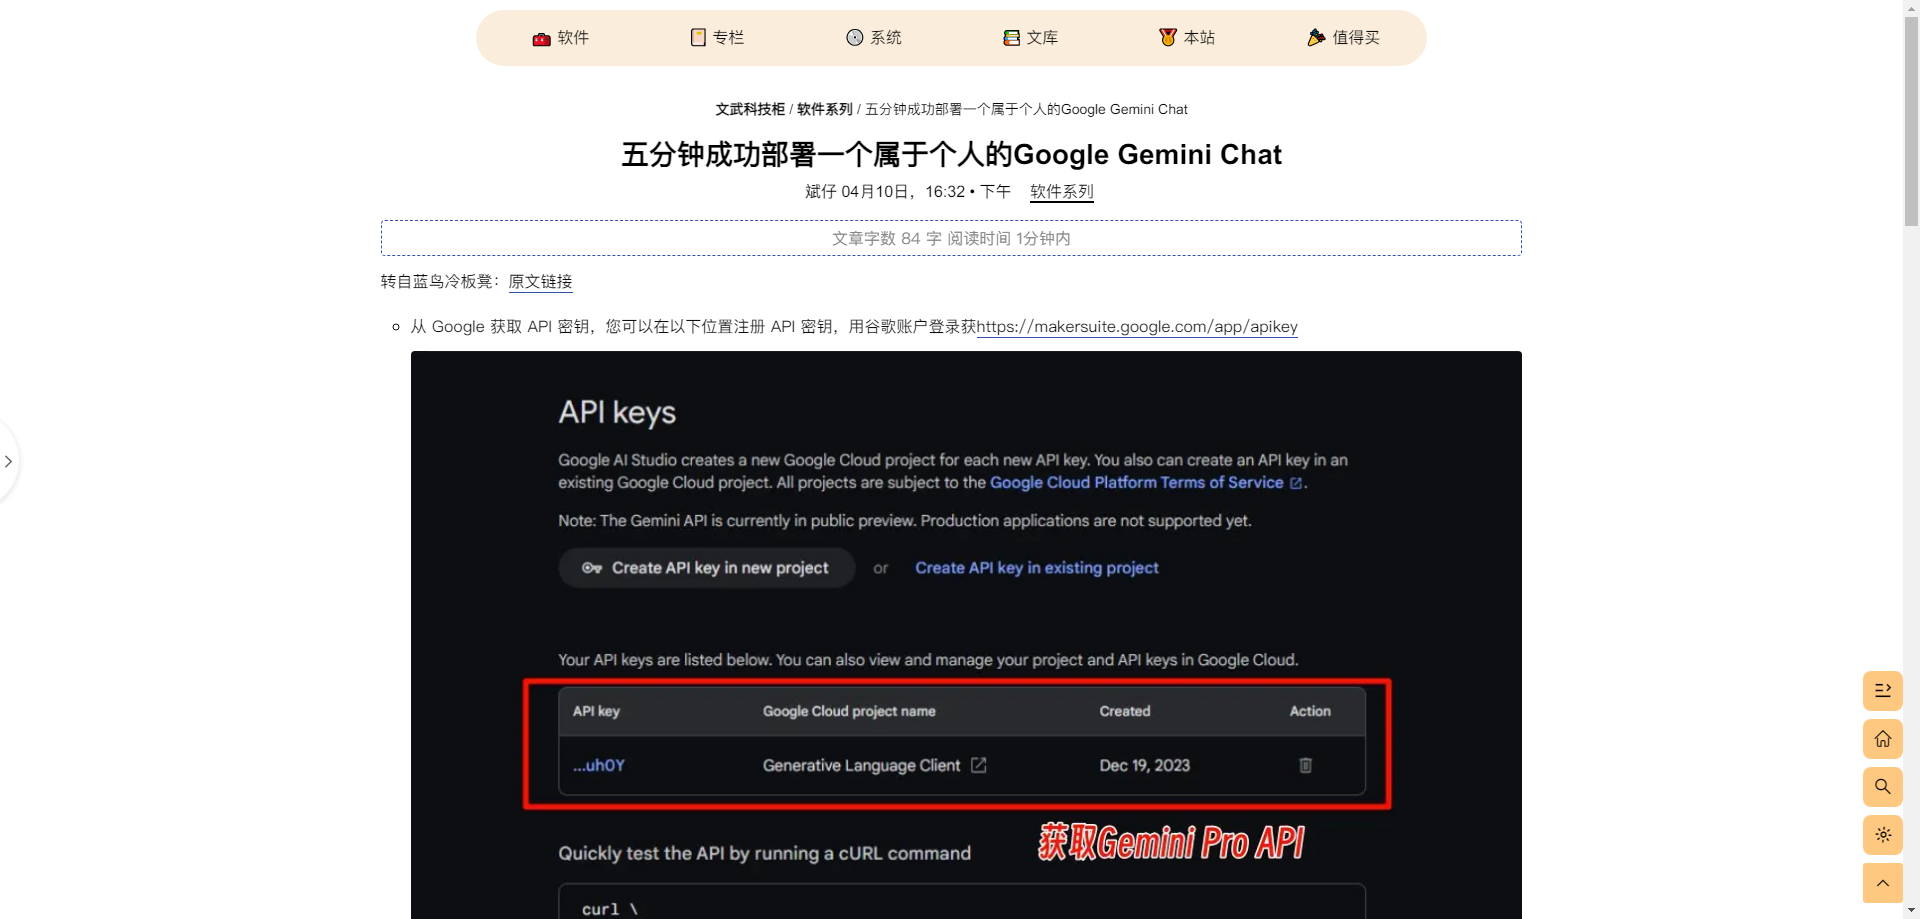 软件 专栏 系统 文库 本站 值得买
文武科技柜 / 软件系列 / 五分钟成功部署一个属于个人的Google Gemini Chat
五分钟成功部署一个属于个人的Google Gemini Chat
斌仔 04月10日，16:32 • 下午 软件系列
文章字数 84 字 阅读时间 1分钟内
转自蓝鸟冷板凳：原文链接
从 Google 获取 API 密钥，您可以在以下位置注册 API 密钥，用谷歌账户登录获https://makersuite.google.com/app/apikey
API keys
Google AI Studio creates a new Google Cloud project for each new API key. You also can create an API key in an
existing Google Cloud project. All projects are subject to the Google Cloud Platform Terms of Service.
Note: The Gemini API is currently in public preview. Production applications are not supported yet.
Create API key in new project or Create API key in existing project
Your API keys are listed below. You can also view and manage your project and API keys in Google Cloud.
API key Google Cloud project name Created Action
...uh0Y Generative Language Client Dec 19, 2023
获取Gemini Pro API
Quickly test the API by running a cURL command
curl \